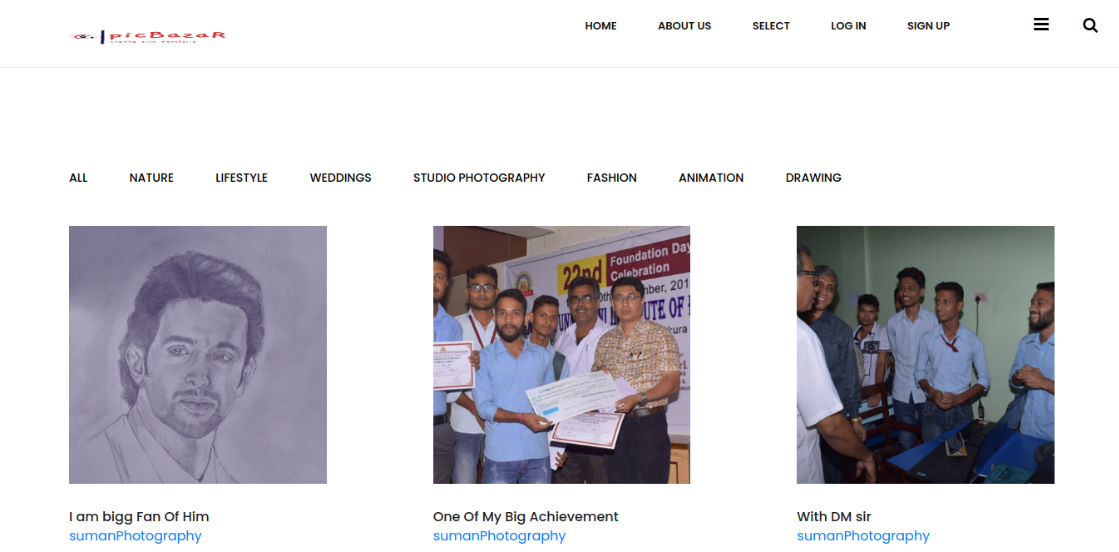 picBazaR
HOME
ABOUT US
SELECT
LOG IN
SIGN UP
ALL
NATURE
LIFESTYLE
WEDDINGS
STUDIO PHOTOGRAPHY
FASHION
ANIMATION
DRAWING
22nd
Foundation Day
Celebration
I am bigg Fan Of Him
sumanPhotography
One Of My Big Achievement
sumanPhotography
With DM sir
sumanPhotography